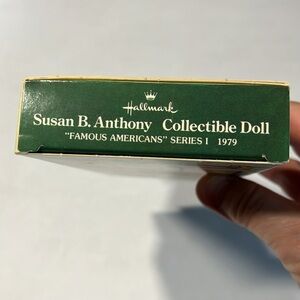 Hallmark
Susan B. Anthony Collectible Doll
"FAMOUS AMERICANS" SERIES I 1979